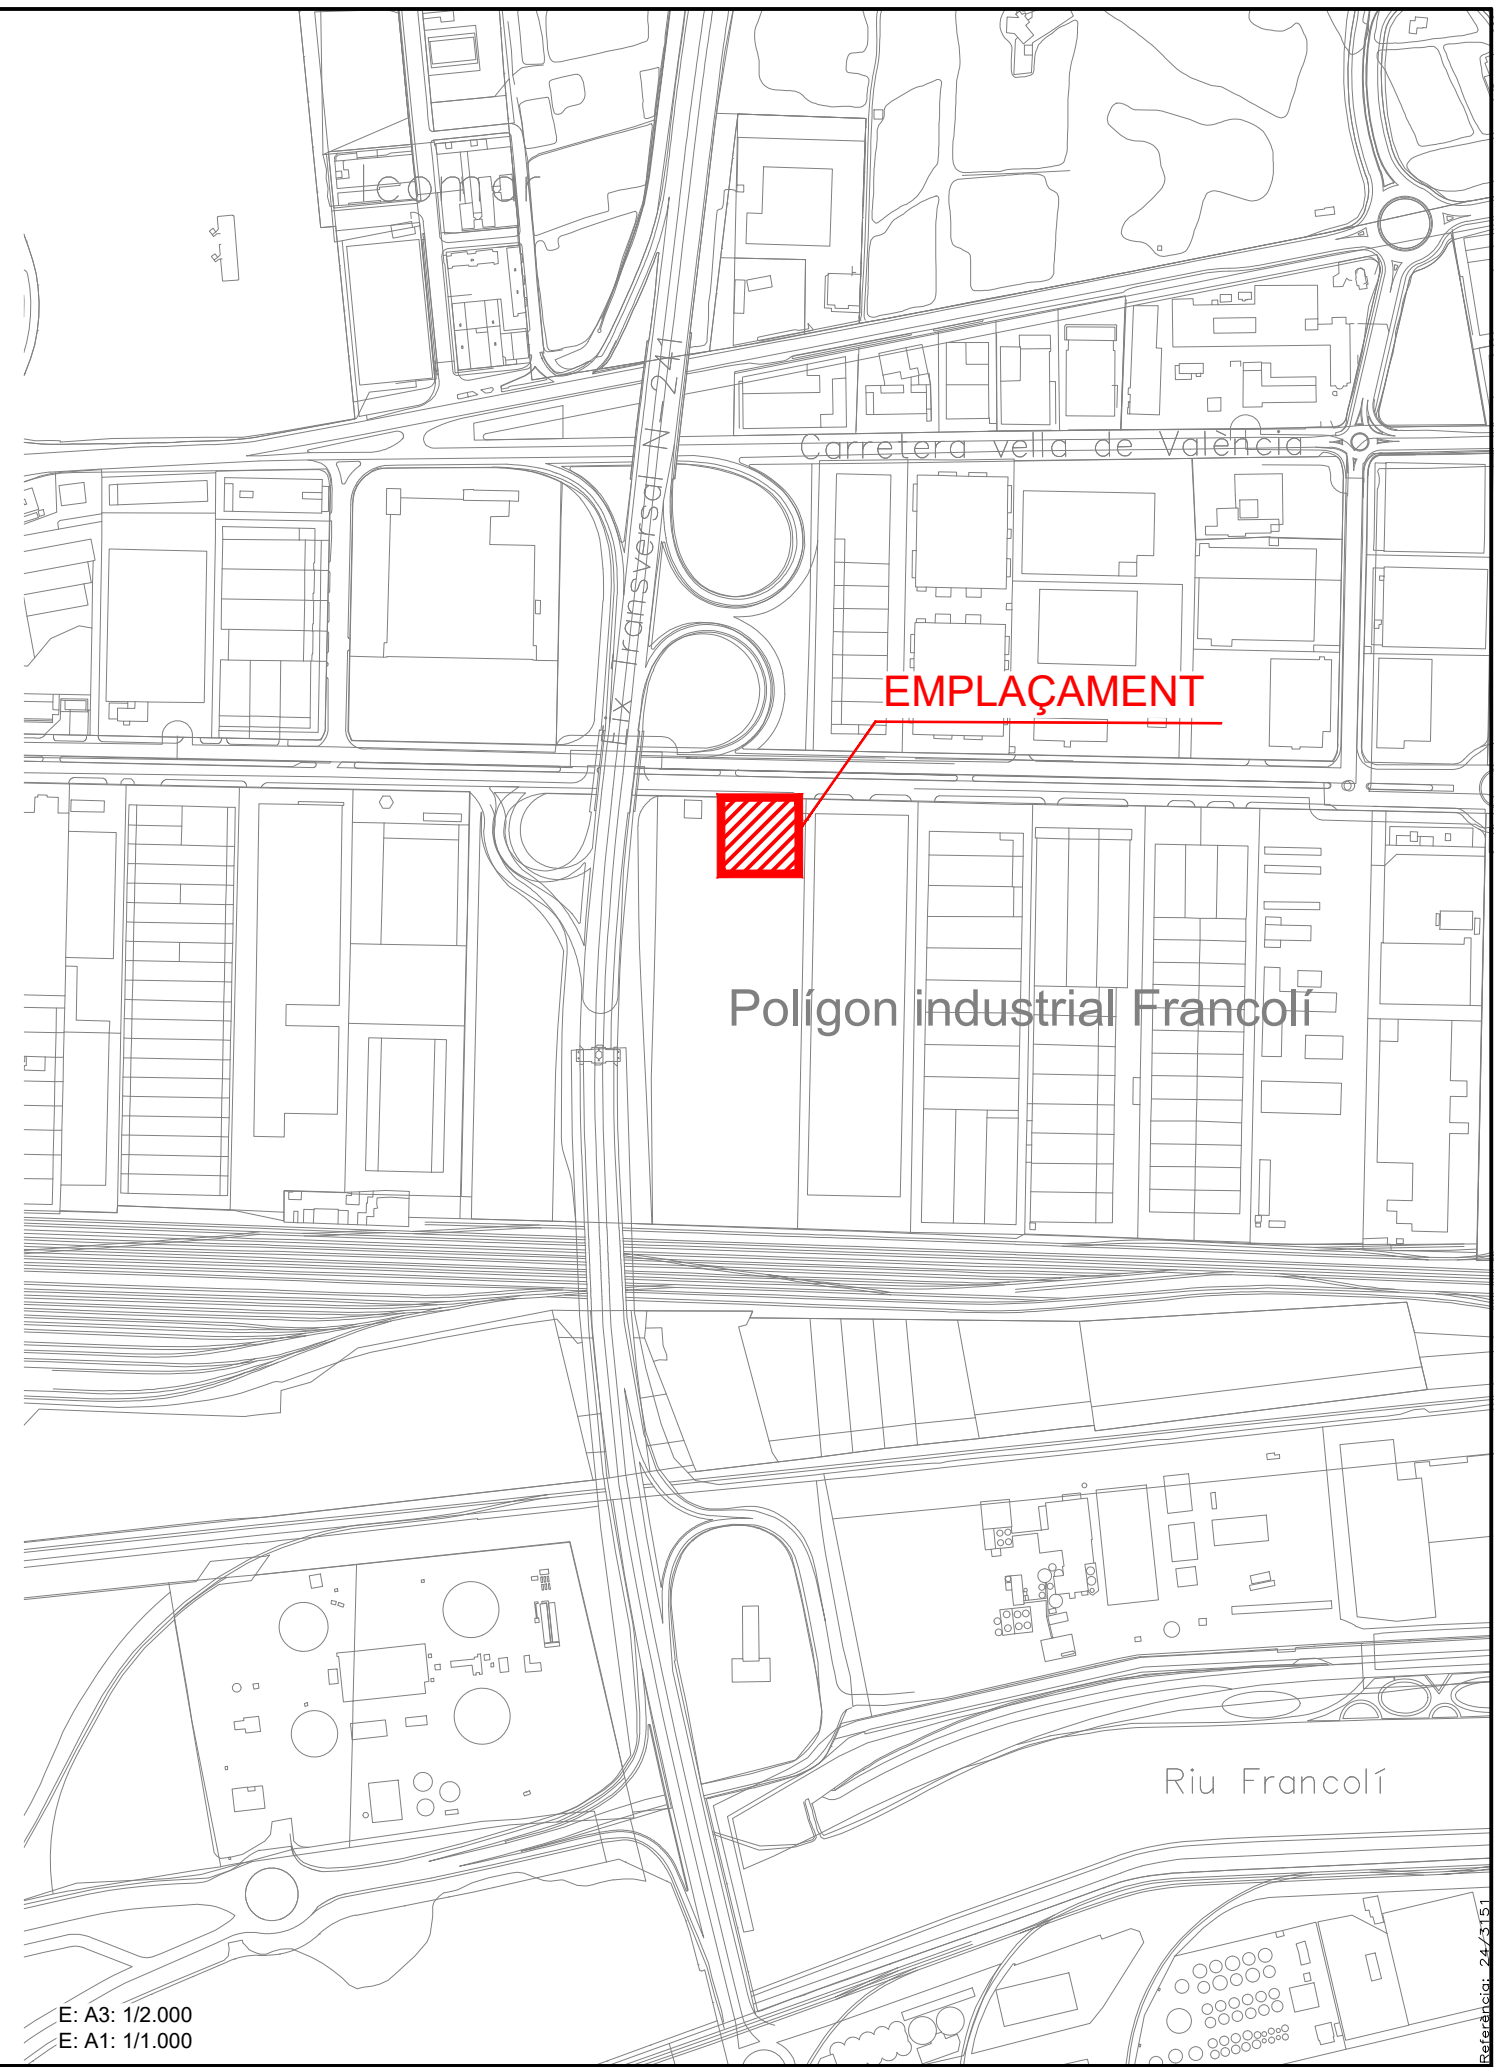 comar
Carretera vella de València
Eix Transversal N-241
EMPLAÇAMENT
Polígon industrial Francolí
Riu Francolí
E: A3: 1/2.000
E: A1: 1/1.000
Referència: 24/3151